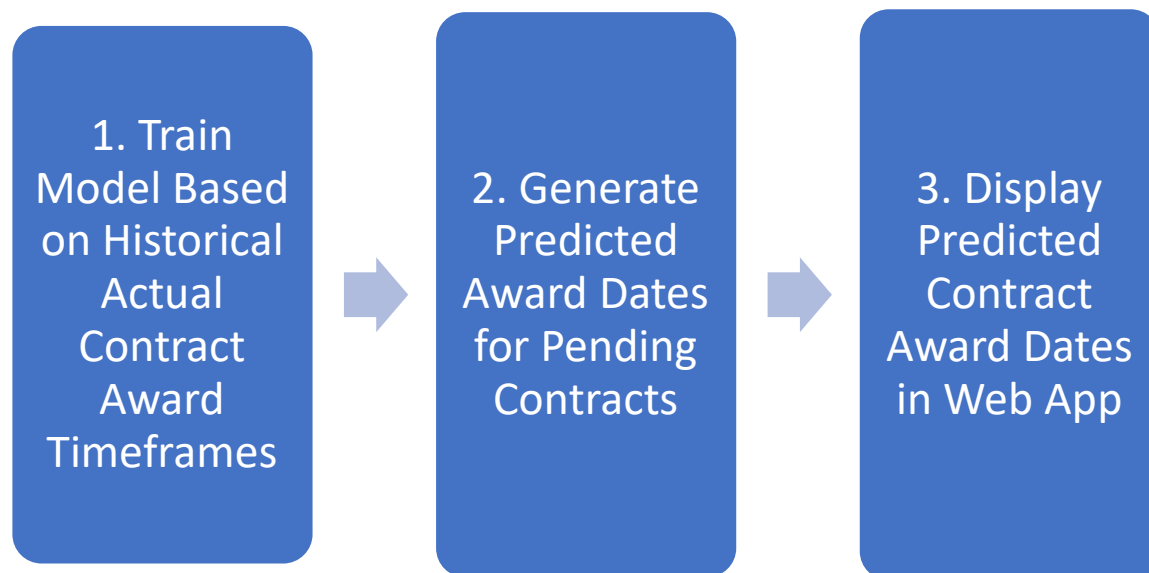 1. Train
Model Based
on Historical
Actual
Contract
Award
Timeframes
2. Generate
Predicted
Award Dates
for Pending
Contracts
3. Display
Predicted
Contract
Award Dates
in Web App